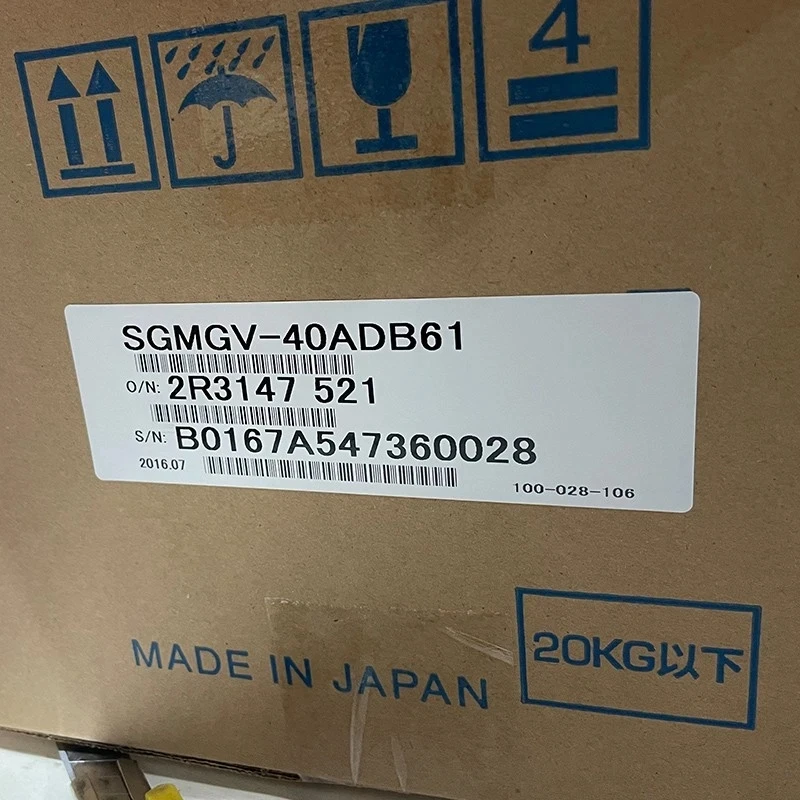 4
SGMGV-40ADB61
O/N: 2R3147 521
S/N: B0167A547360028
2016.07
100-028-106
MADE IN JAPAN
20KG以下